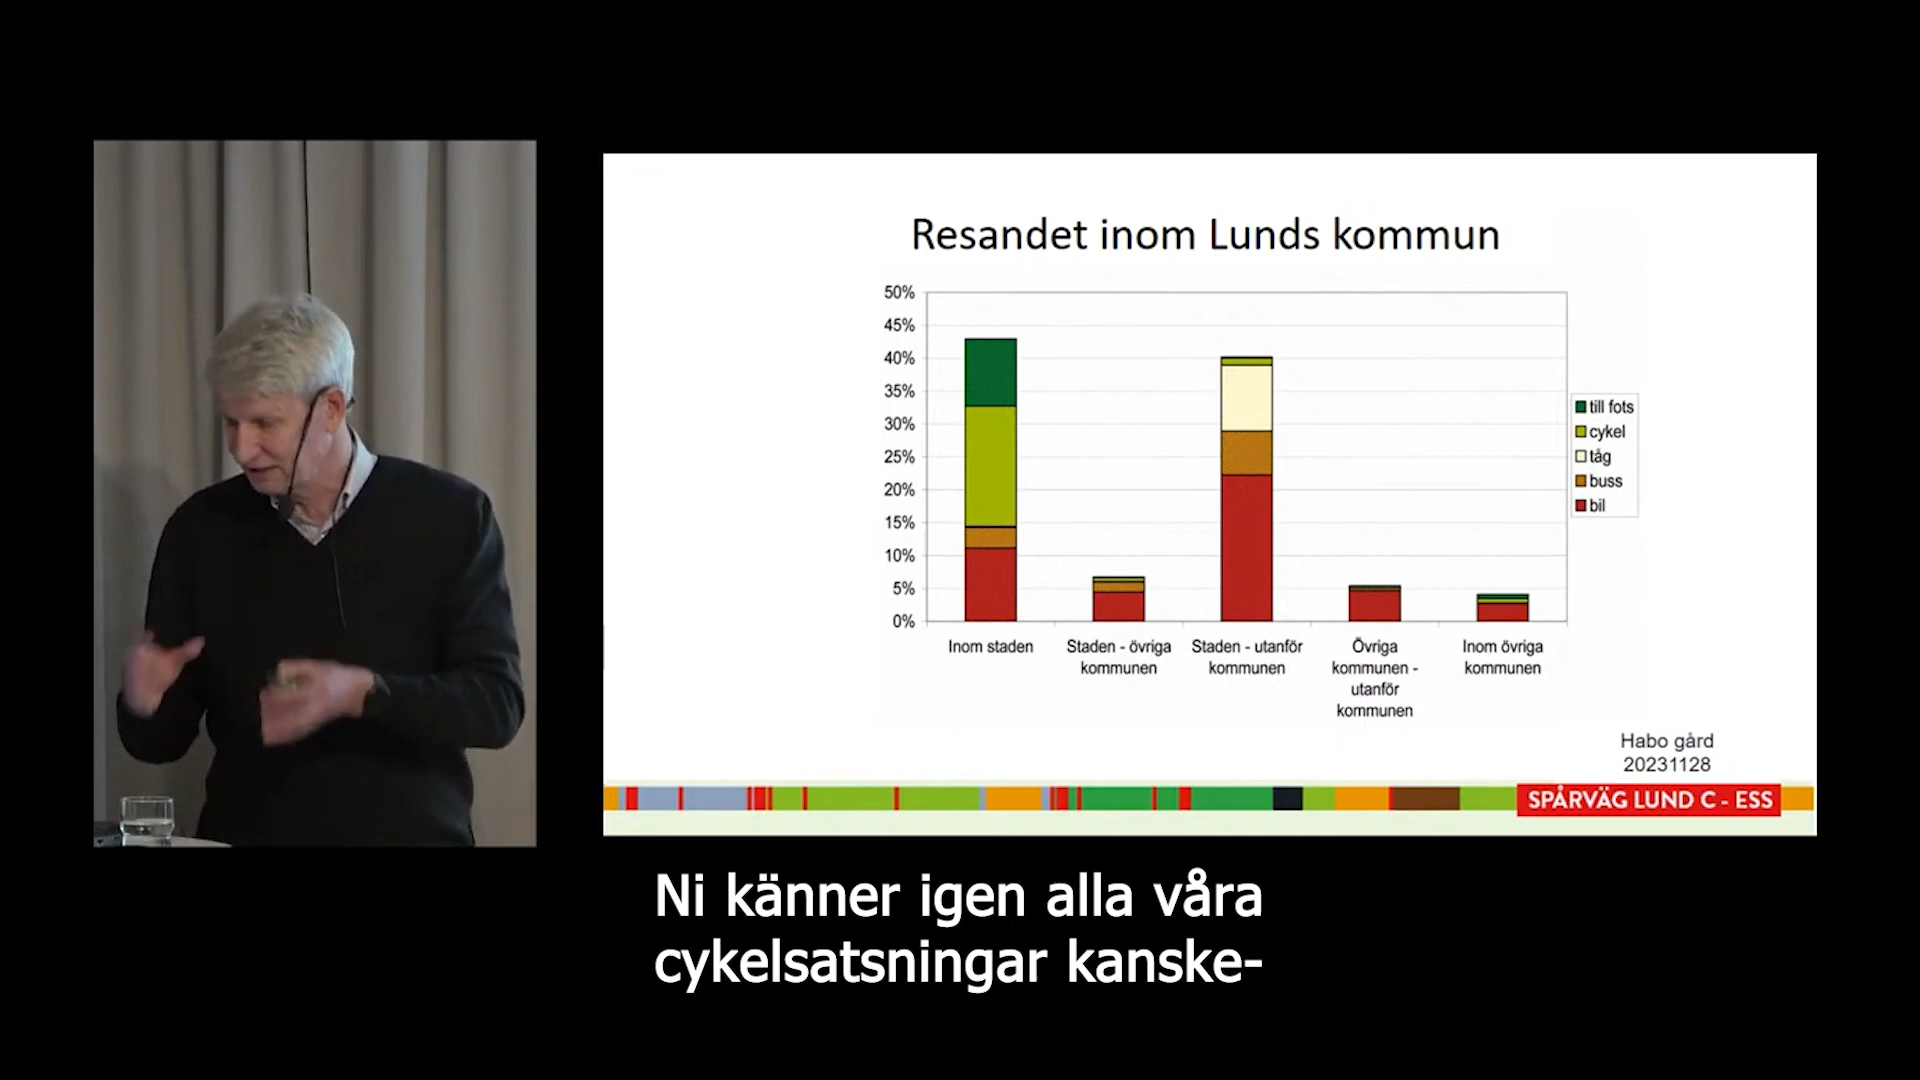 Resandet inom Lunds kommun
50%
45%
40%
35%
30%
25%
20%
15%
10%
5%
0%
till fots
cykel
tåg
buss
bil
Inom staden
Staden - övriga
kommunen
Staden - utanför
kommunen
Övriga
kommunen -
utanför
kommunen
Inom övriga
kommunen
Habo gård
20231128
SPÅRVÄG LUND C - ESS
Ni känner igen alla våra
cykelsatsningar kanske-